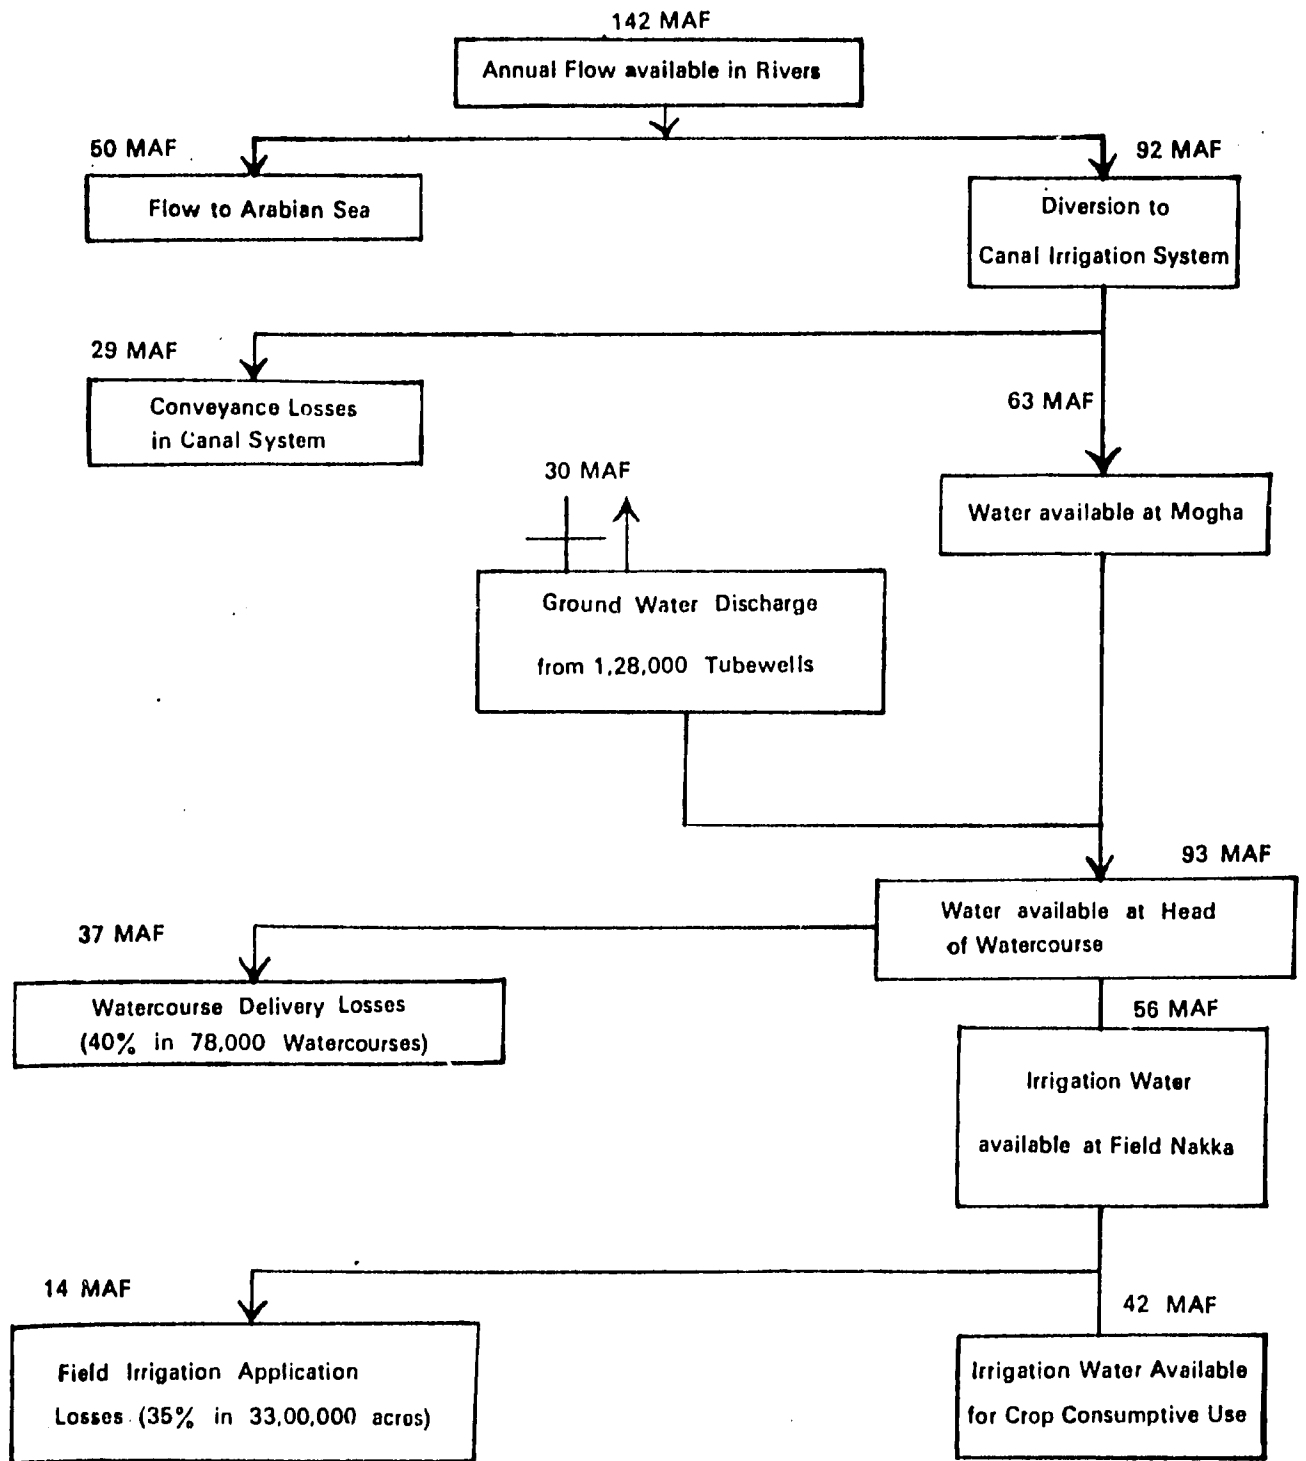 142 MAF
Annual Flow available in Rivers
50 MAF
Flow to Arabian Sea
92 MAF
Diversion to
Canal Irrigation System
29 MAF
Conveyance Losses
in Canal System
63 MAF
Water available at Mogha
30 MAF
Ground Water Discharge
from 1,28,000 Tubewells
93 MAF
Water available at Head
of Watercourse
37 MAF
Watercourse Delivery Losses
(40% in 78,000 Watercourses)
56 MAF
Irrigation Water
available at Field Nakka
14 MAF
Field Irrigation Application
Losses (35% in 33,00,000 acres)
42 MAF
Irrigation Water Available
for Crop Consumptive Use